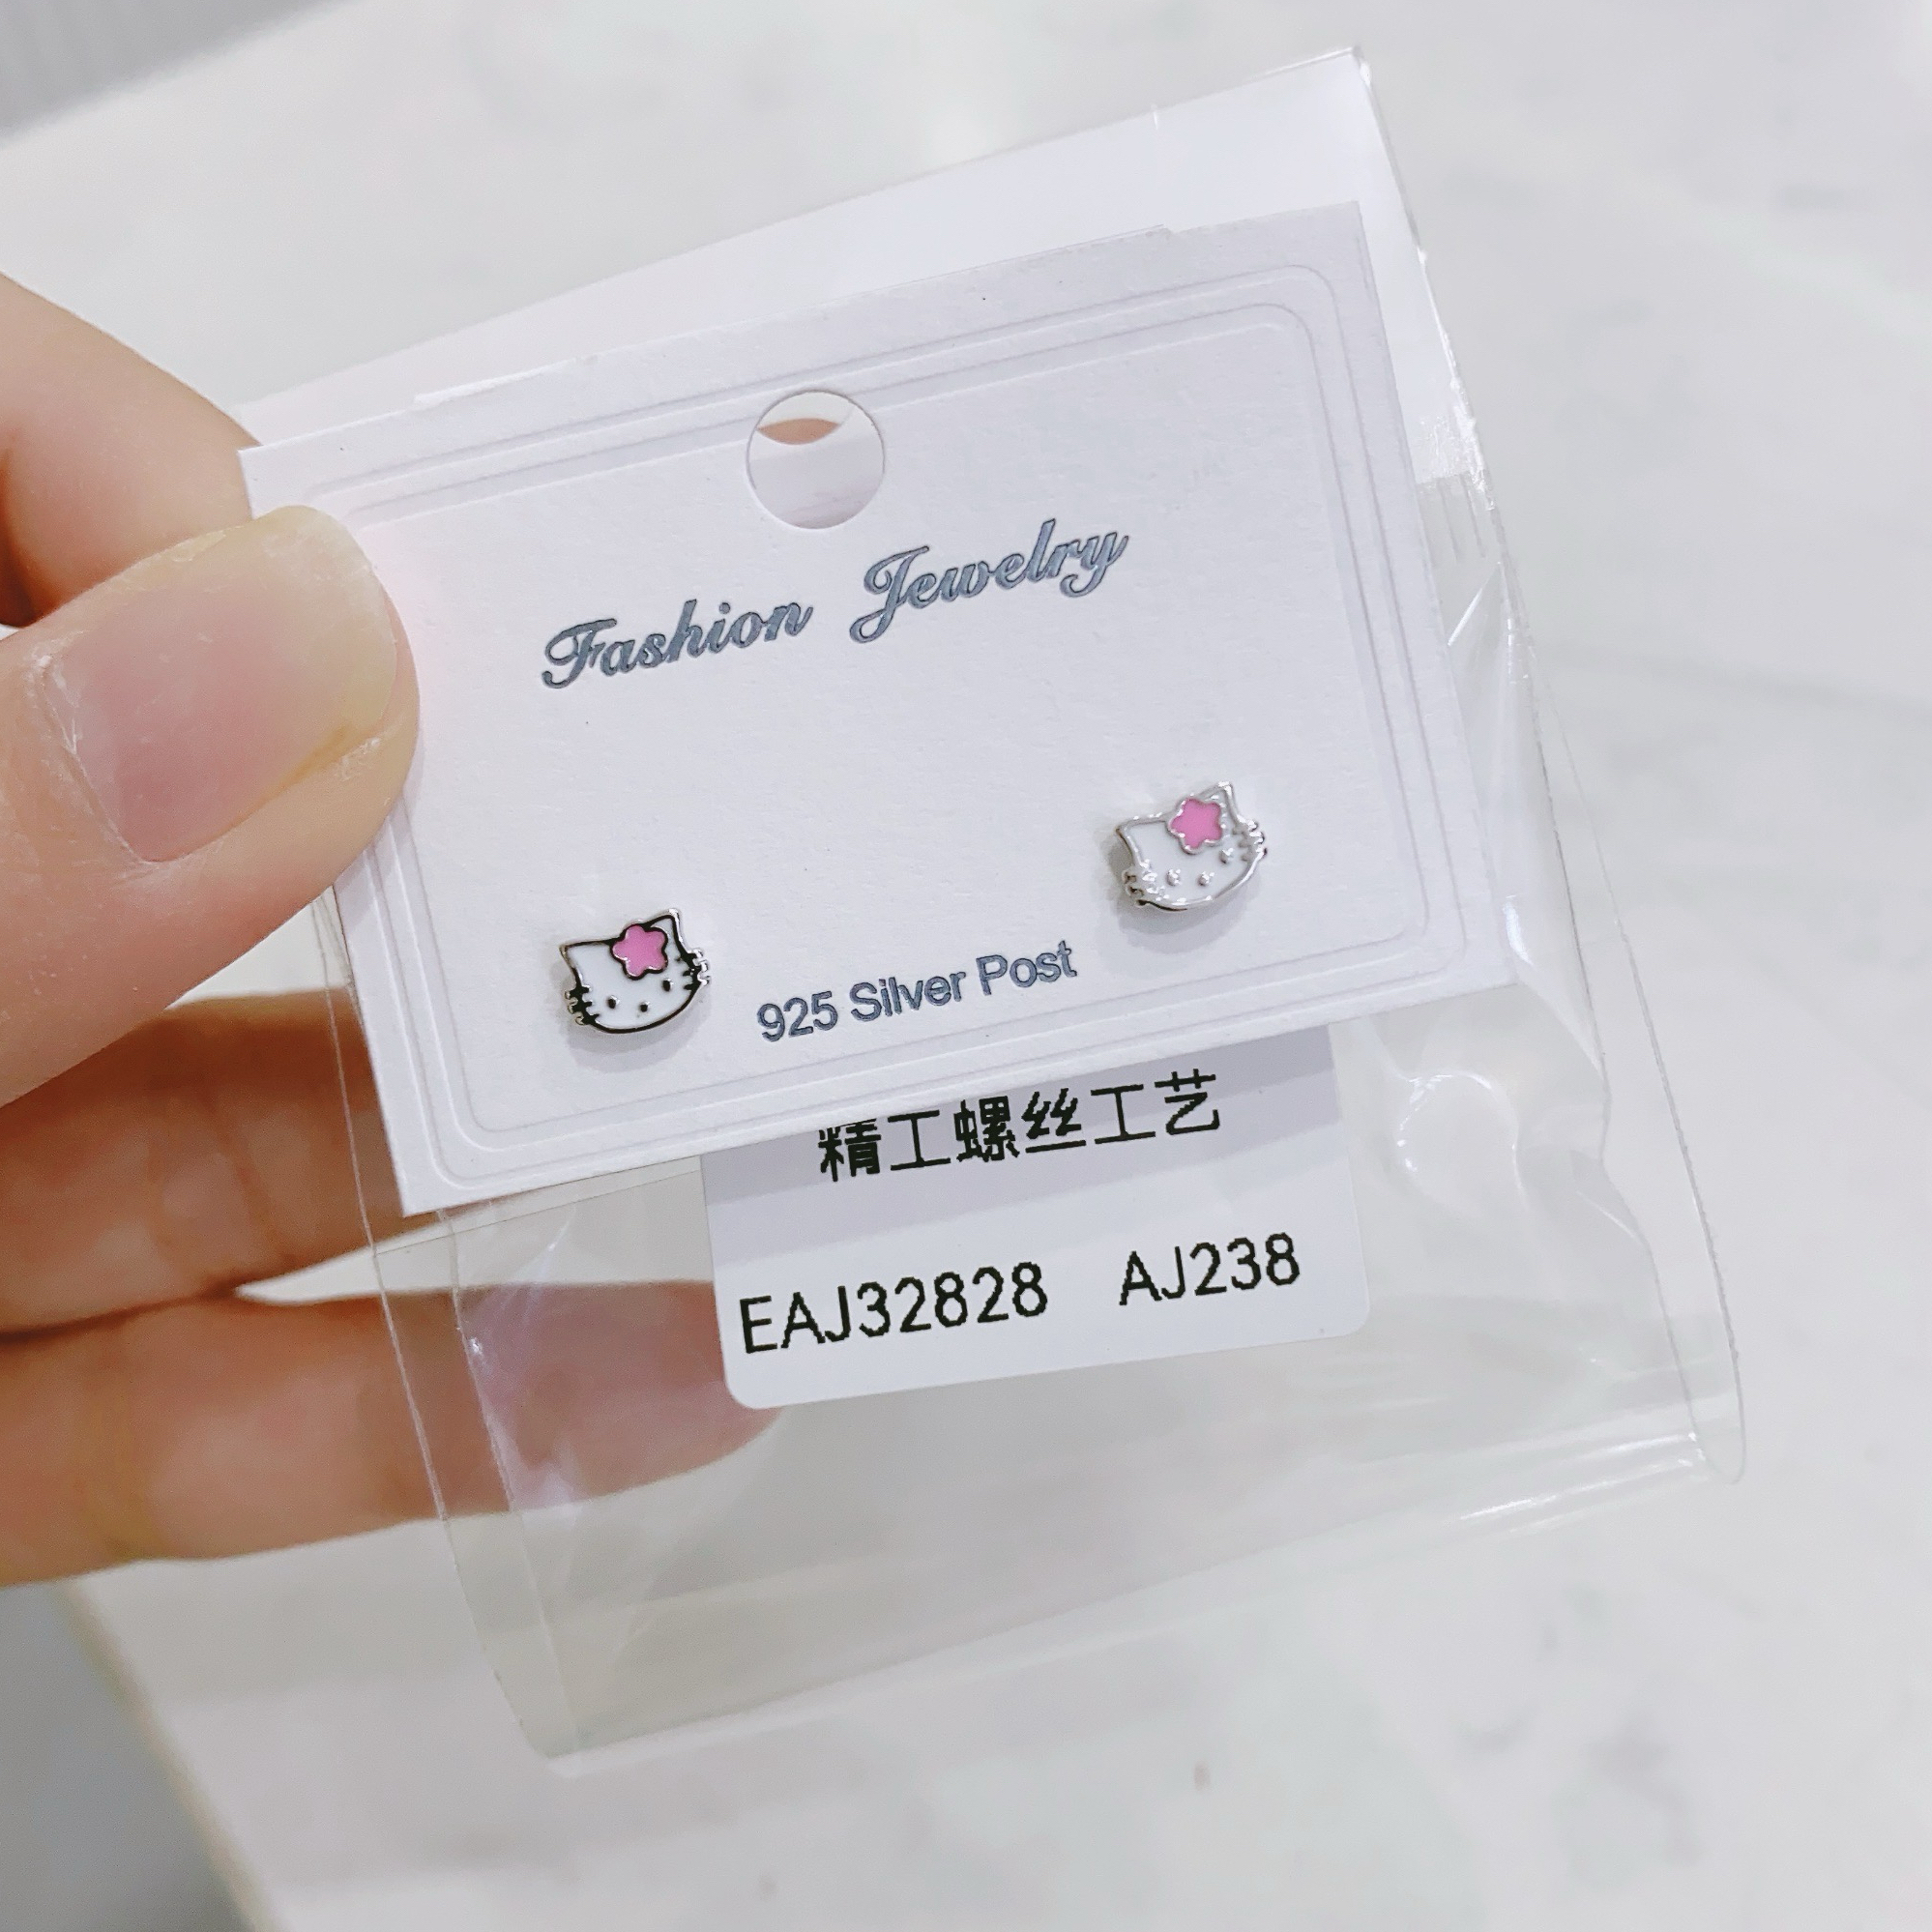 Fashion Jewelry
925 Silver Post
精工螺丝工艺
EAJ32828 AJ238